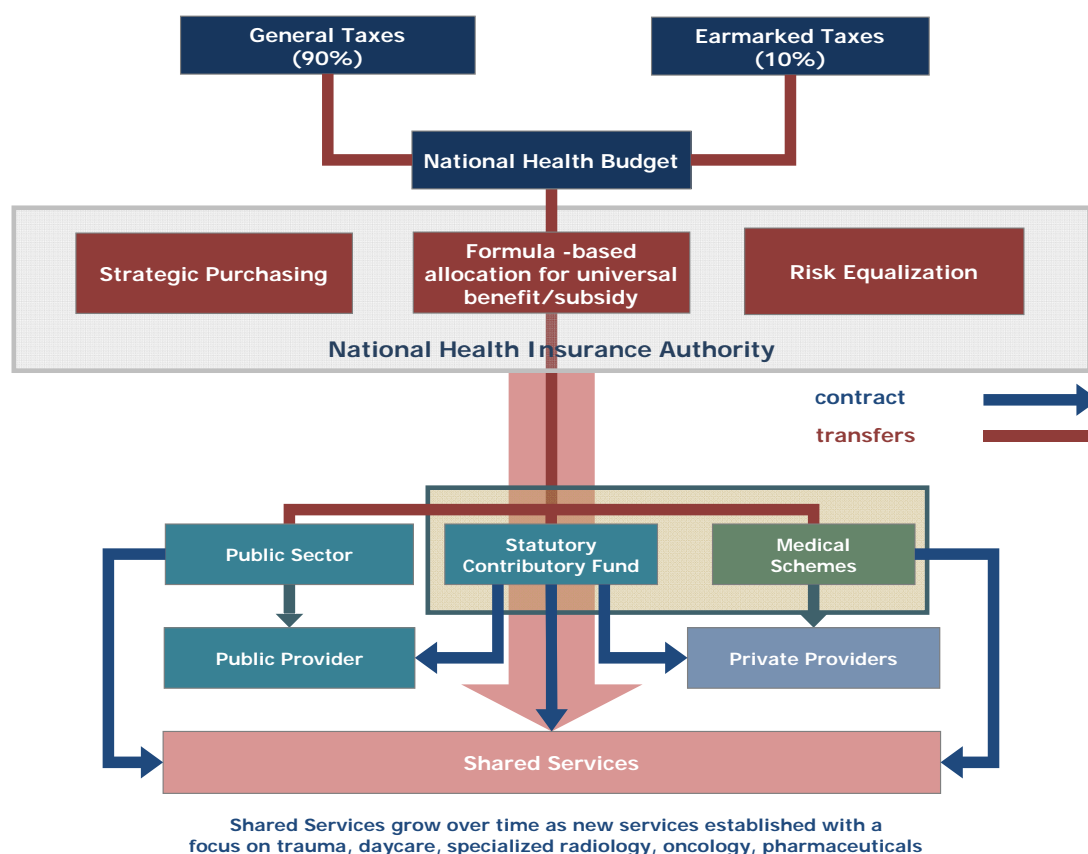 General Taxes
(90%)
Earmarked Taxes
(10%)
National Health Budget
Strategic Purchasing
Formula -based
allocation for universal
benefit/subsidy
Risk Equalization
National Health Insurance Authority
contract
transfers
Public Sector
Statutory
Contributory Fund
Medical
Schemes
Public Provider
Private Providers
Shared Services
Shared Services grow over time as new services established with a
focus on trauma, daycare, specialized radiology, oncology, pharmaceuticals